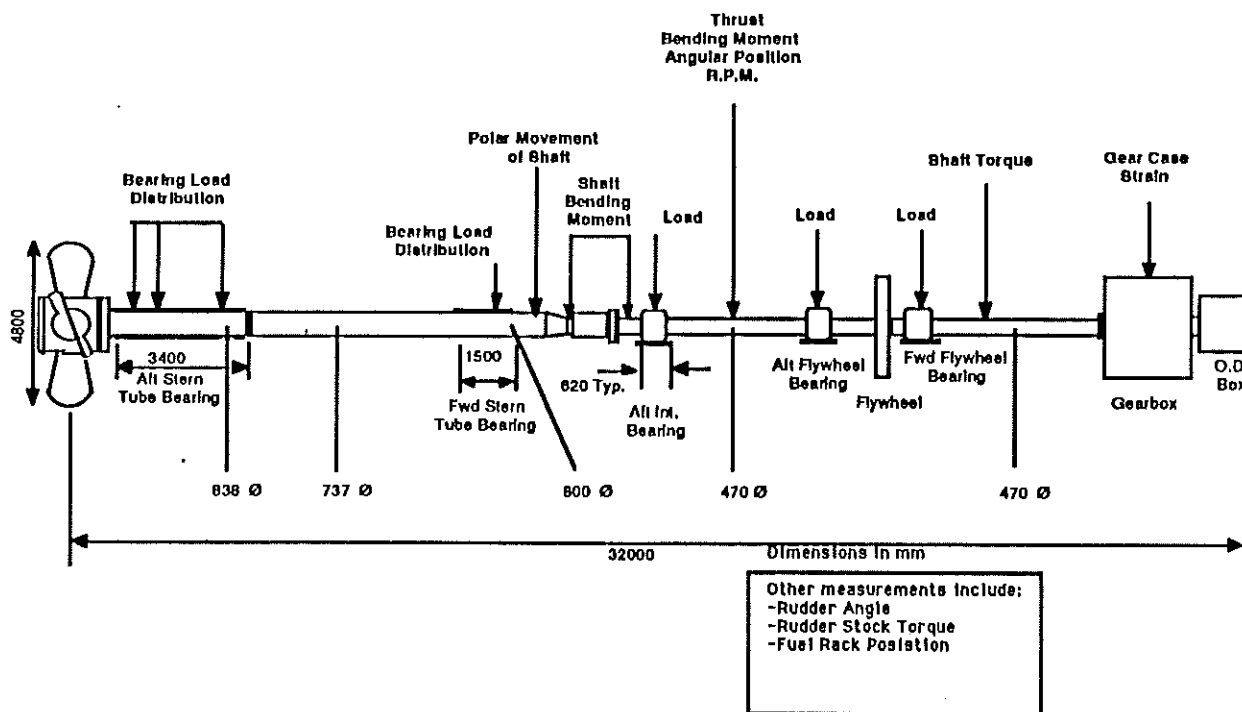 Thrust
Bending Moment
Angular Position
R.P.M.
Polar Movement
of Shaft
Shaft Torque
Gear Case
Strain
Bearing Load
Distribution
Shaft
Bending
Moment
Load
Load
Load
Bearing Load
Distribution
4800
3400
Aft Stern
Tube Bearing
1500
Fwd Stern
Tube Bearing
620 Typ.
Aft Int.
Bearing
Aft Flywheel
Bearing
Flywheel
Fwd Flywheel
Bearing
Gearbox
O.D
Box
838 Ø
737 Ø
800 Ø
470 Ø
470 Ø
32000
Dimensions in mm
Other measurements include:
-Rudder Angle
-Rudder Stock Torque
-Fuel Rack Posistion